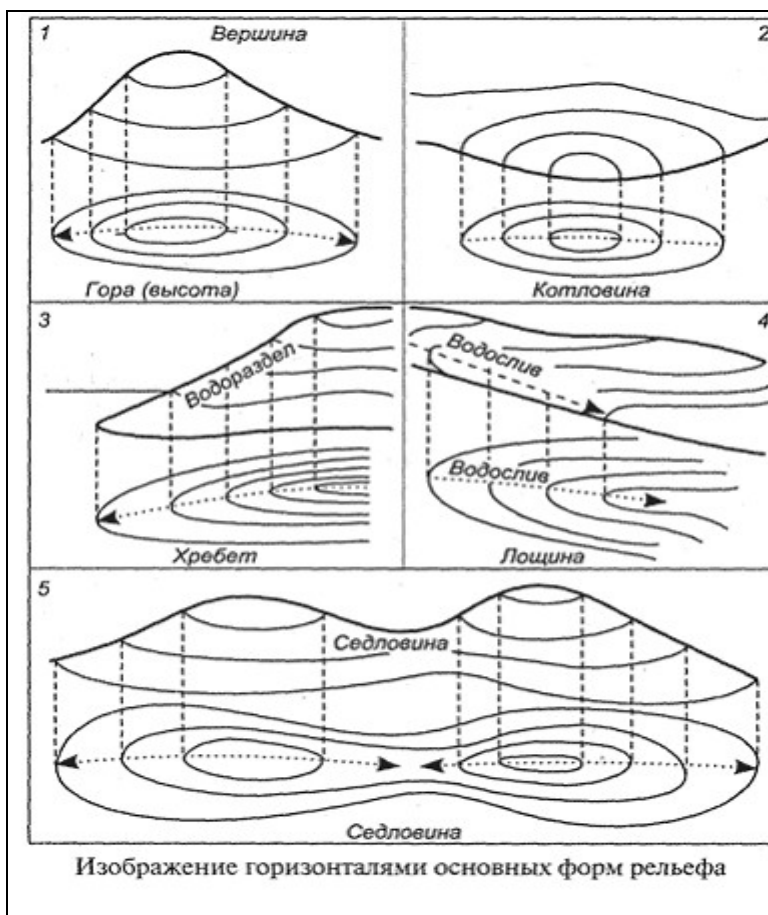 1
Вершина
2
Гора (высота)
Котловина
3
Водораздел
4
Водослив
Водослив
Хребет
Лощина
5
Седловина
Седловина
Изображение горизонталями основных форм рельефа